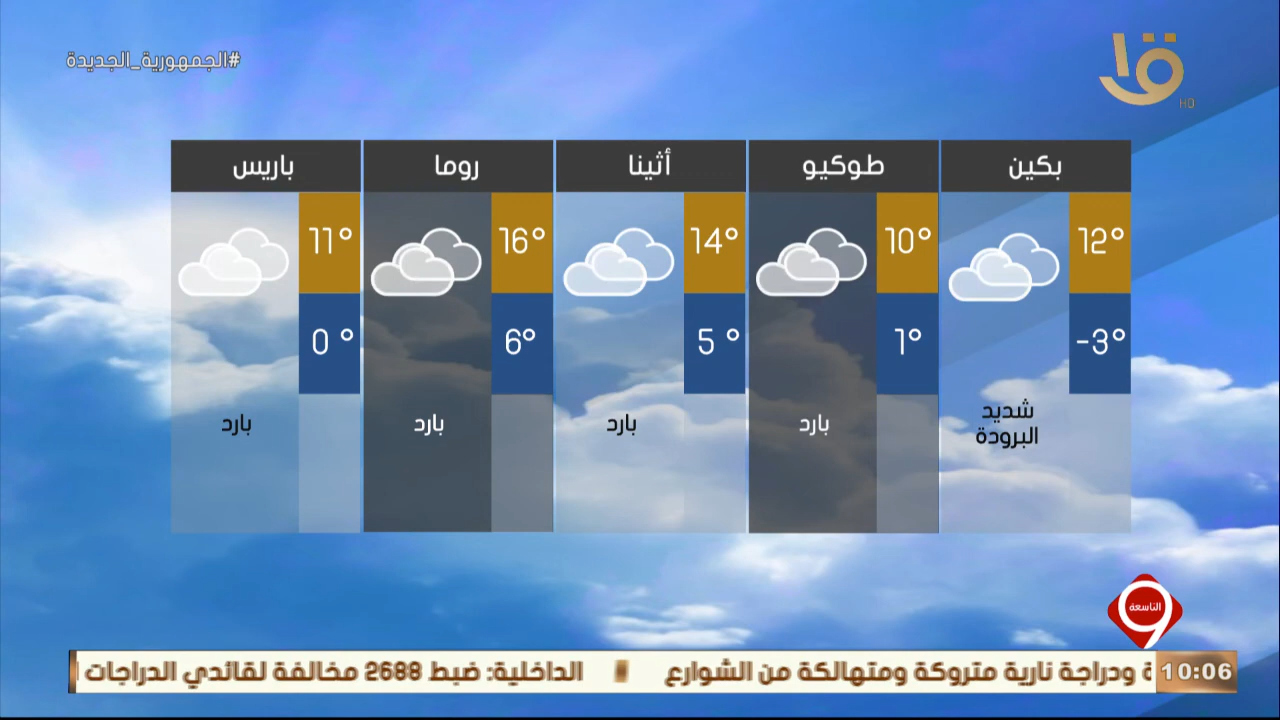 #الجمهورية_الجديدة
HD
بكين
12°
-3°
شديد
البرودة
طوكيو
10°
1°
بارد
أثينا
14°
5°
بارد
روما
16°
6°
بارد
باريس
11°
0°
بارد
التاسعة
9
10:06
ة ودراجة نارية متروكة ومتهالكة من الشوارع
الداخلية: ضبط 2688 مخالفة لقائدي الدراجات